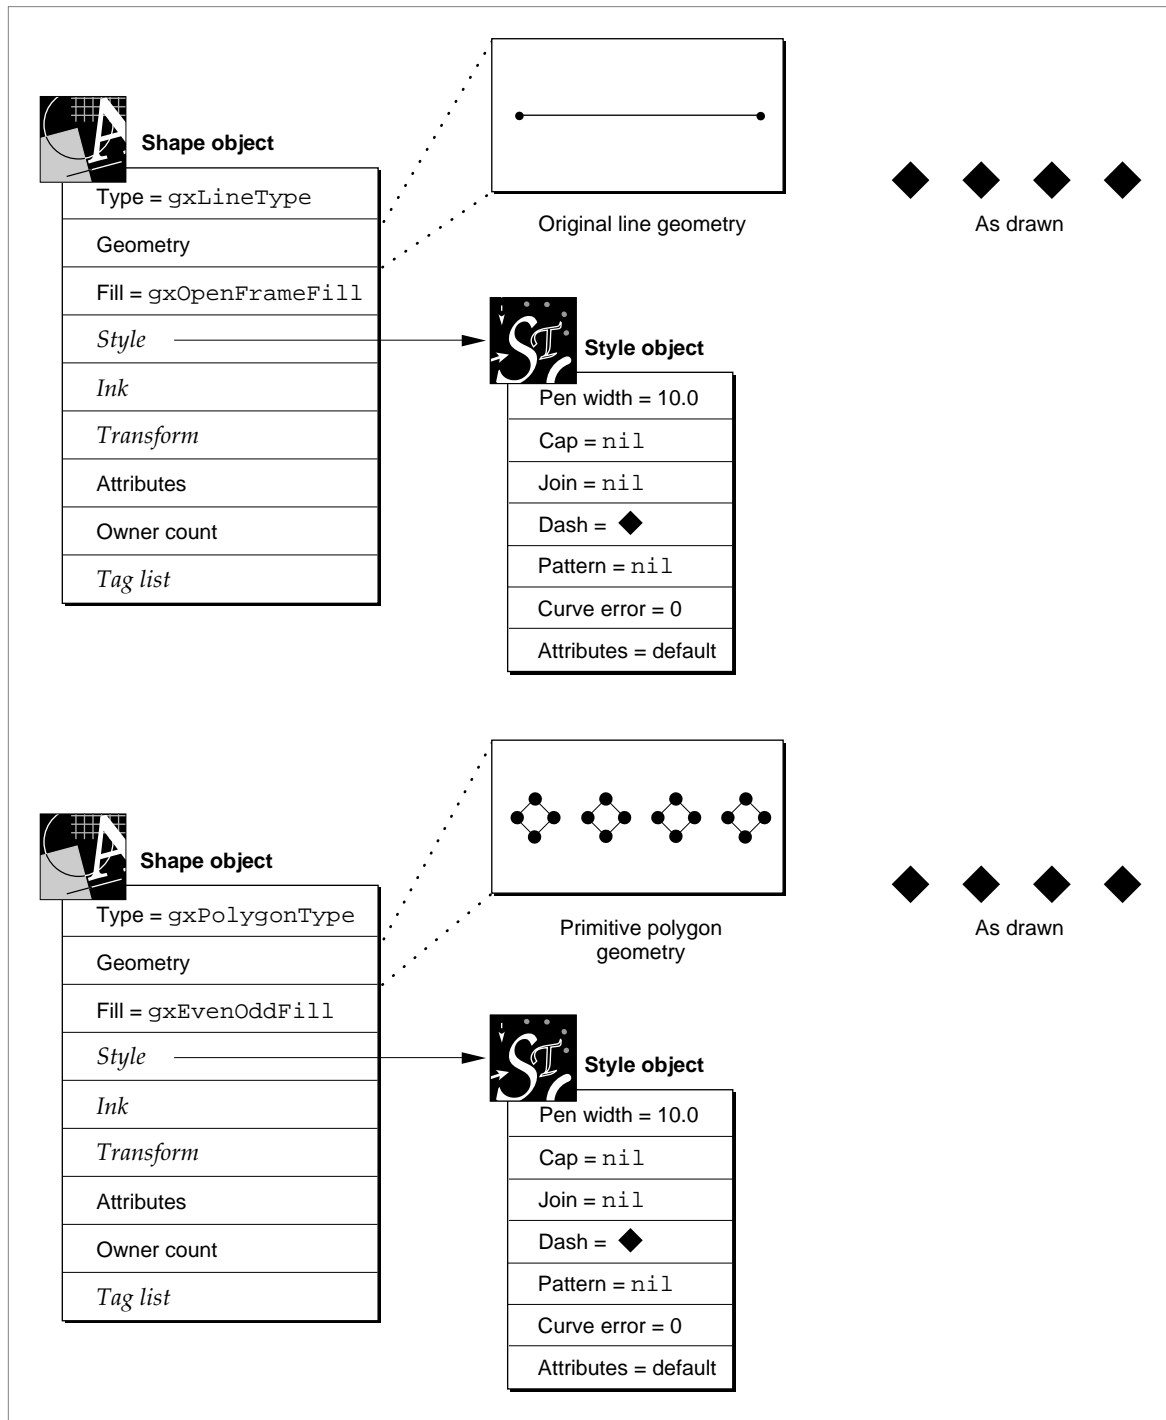 Shape object
Type = gxLineType
Geometry
Fill = gxOpenFrameFill
Style
Ink
Transform
Attributes
Owner count
Tag list
Original line geometry
As drawn
Style object
Pen width = 10.0
Cap = nil
Join = nil
Dash =
Pattern = nil
Curve error = 0
Attributes = default
Shape object
Type = gxPolygonType
Geometry
Fill = gxEvenOddFill
Style
Ink
Transform
Attributes
Owner count
Tag list
Primitive polygon
geometry
As drawn
Style object
Pen width = 10.0
Cap = nil
Join = nil
Dash =
Pattern = nil
Curve error = 0
Attributes = default